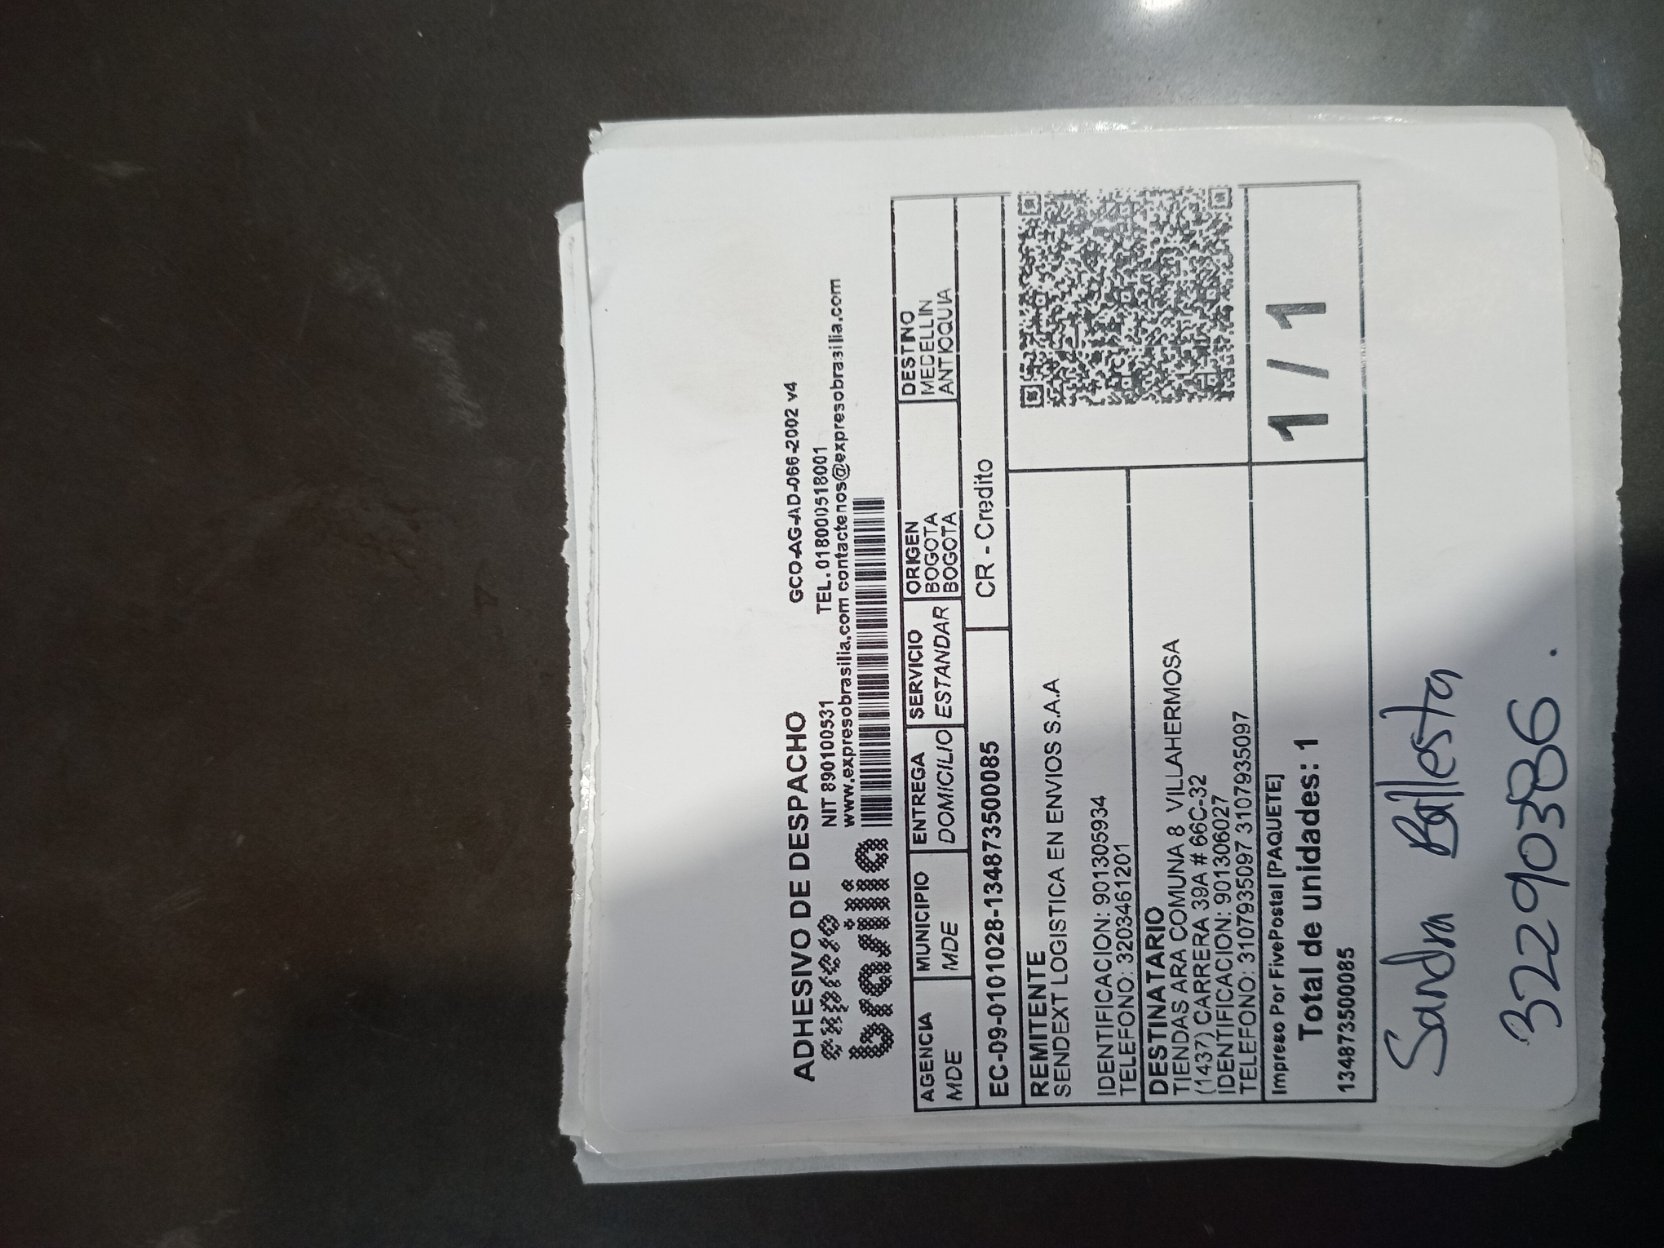 ADHESIVO DE DESPACHO GCO-AG-AD-066-2002 v4
expreso brasilia
NIT 890100531 TEL. 018000518001
www.expresobrasilia.com contactenos@expresobrasilia.com
AGENCIA MUNICIPIO ENTREGA SERVICIO ORIGEN DESTINO
MDE MDE DOMICILIO ESTANDAR BOGOTA MEDELLIN
BOGOTA ANTIOQUIA
EC-09-0101028-134873500085 CR - Credito
REMITENTE
SENDEXT LOGISTICA EN ENVIOS S.A.A
IDENTIFICACION: 901305934
TELEFONO: 3203461201
DESTINATARIO
TIENDAS ARA COMUNA 8 VILLAHERMOSA
(1437) CARRERA 39A # 66C-32
IDENTIFICACION: 901306027
TELEFONO: 3107935097 3107935097
Impreso Por FivePostal [PAQUETE]
Total de unidades: 1
1 / 1
134873500085
Sandra Ballesta
3229030386.